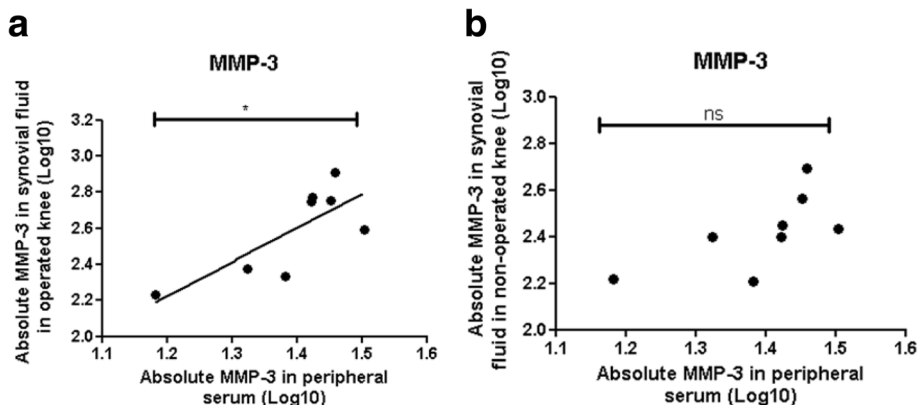 a
MMP-3
Absolute MMP-3 in synovial fluid
in operated knee (Log10)
3.2
3.0
2.8
2.6
2.4
2.2
2.0
*
1.1 1.2 1.3 1.4 1.5 1.6
Absolute MMP-3 in peripheral
serum (Log10)
b
MMP-3
Absolute MMP-3 in synovial
fluid in non-operated knee (Log10)
3.0
2.8
2.6
2.4
2.2
2.0
ns
1.1 1.2 1.3 1.4 1.5 1.6
Absolute MMP-3 in peripheral
serum (Log10)